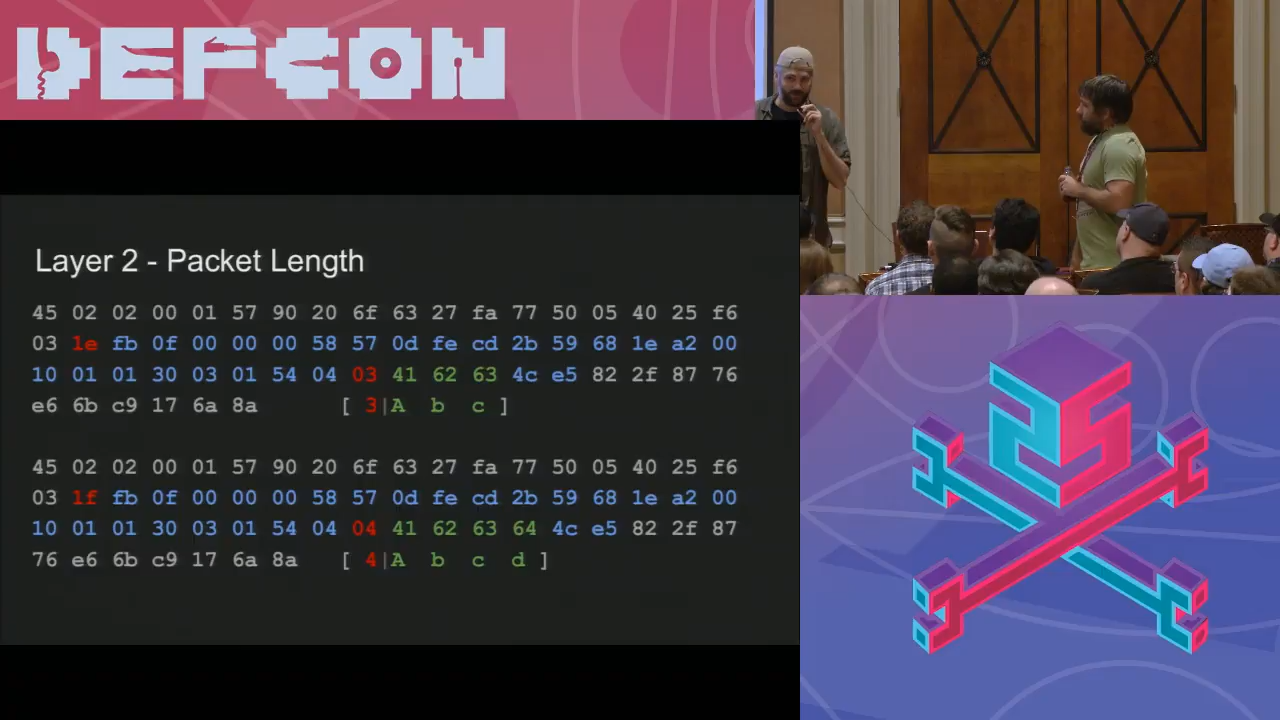 DEFCON
Layer 2 - Packet Length
45 02 02 00 01 57 90 20 6f 63 27 fa 77 50 05 40 25 f6
03 1e fb 0f 00 00 00 58 57 0d fe cd 2b 59 68 1e a2 00
10 01 01 30 03 01 54 04 03 41 62 63 4c e5 82 2f 87 76
e6 6b c9 17 6a 8a [ 3|A b c ]
45 02 02 00 01 57 90 20 6f 63 27 fa 77 50 05 40 25 f6
03 1f fb 0f 00 00 00 58 57 0d fe cd 2b 59 68 1e a2 00
10 01 01 30 03 01 54 04 04 41 62 63 64 4c e5 82 2f 87
76 e6 6b c9 17 6a 8a [ 4|A b c d ]
25